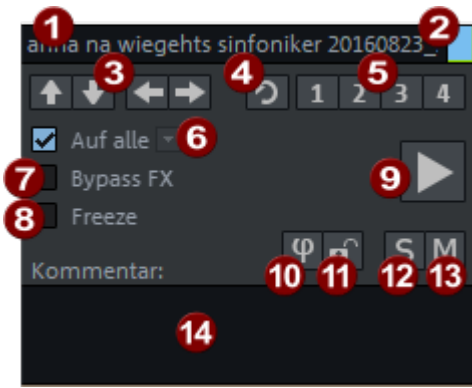 1 2
anna na wiegehts sinfoniker 20160823_
3 4 5
1 2 3 4
Auf alle 6
7 Bypass FX 9
8 Freeze
φ S M
Kommentar: 10 11 12 13
14